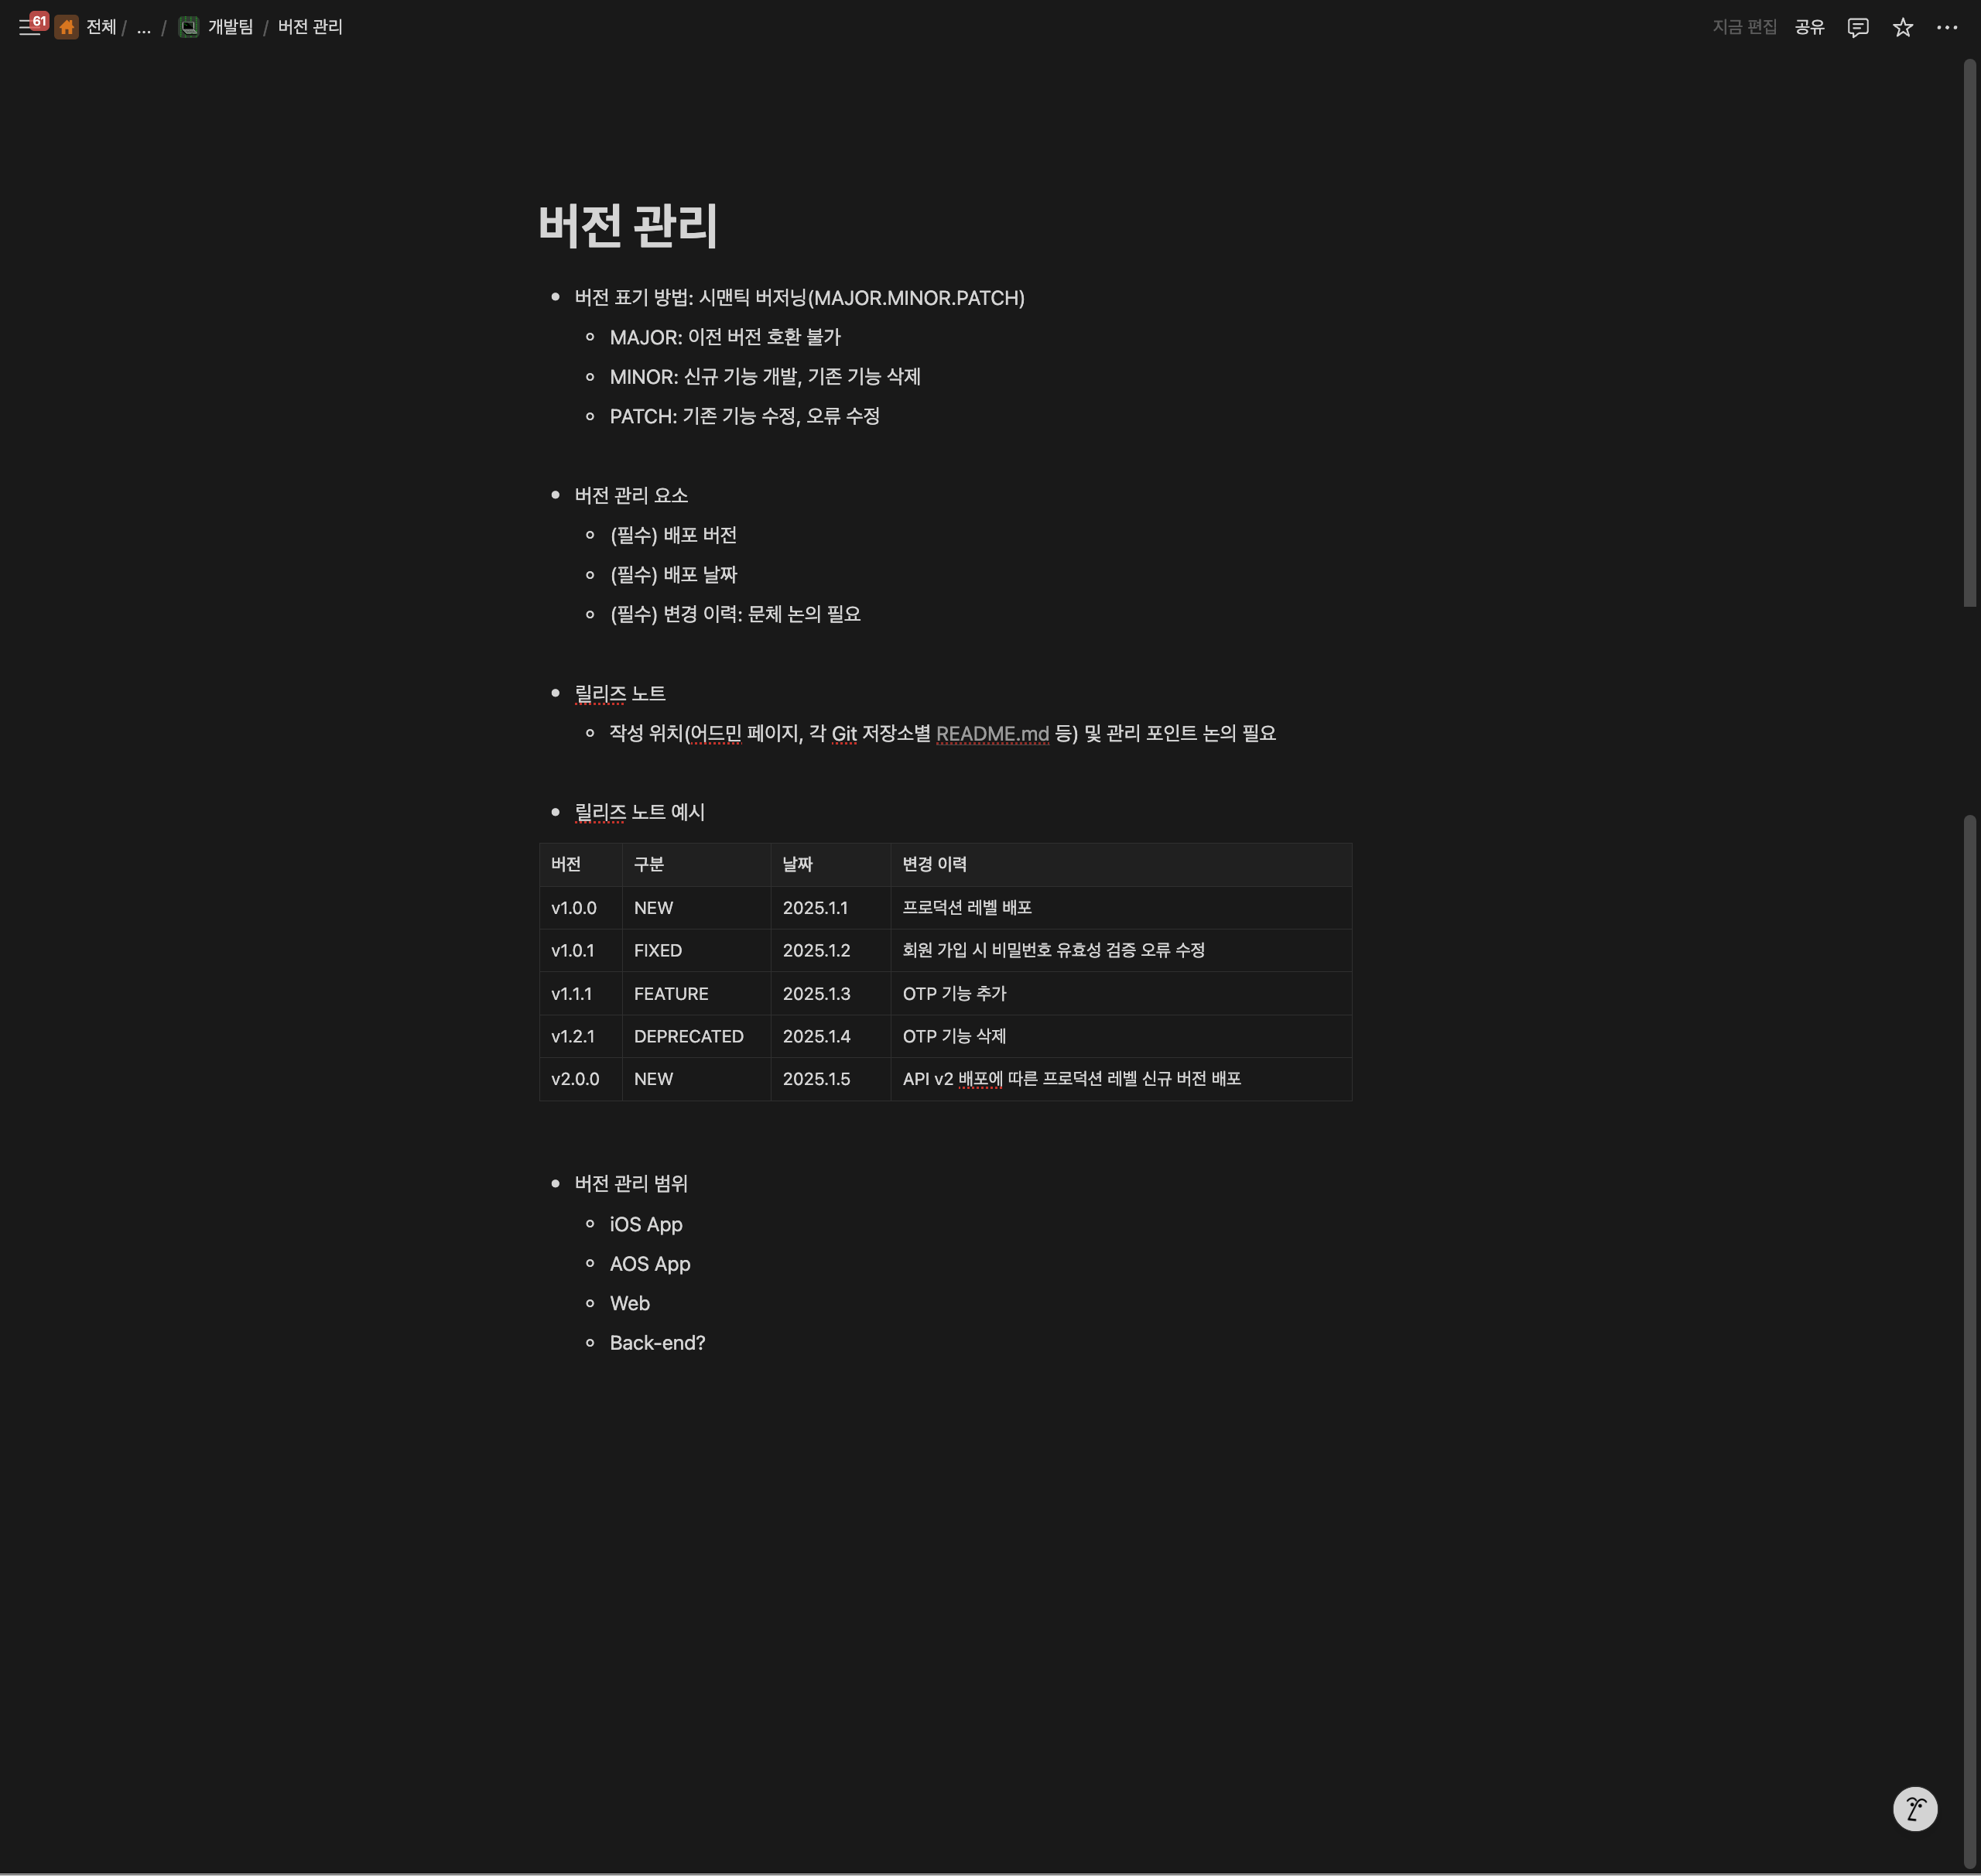 61 전체 / ... / 개발팀 / 버전 관리
지금 편집 공유
버전 관리
버전 표기 방법: 시맨틱 버저닝(MAJOR.MINOR.PATCH)
MAJOR: 이전 버전 호환 불가
MINOR: 신규 기능 개발, 기존 기능 삭제
PATCH: 기존 기능 수정, 오류 수정
버전 관리 요소
(필수) 배포 버전
(필수) 배포 날짜
(필수) 변경 이력: 문체 논의 필요
릴리즈 노트
작성 위치(어드민 페이지, 각 Git 저장소별 README.md 등) 및 관리 포인트 논의 필요
릴리즈 노트 예시
버전 구분 날짜 변경 이력
v1.0.0 NEW 2025.1.1 프로덕션 레벨 배포
v1.0.1 FIXED 2025.1.2 회원 가입 시 비밀번호 유효성 검증 오류 수정
v1.1.1 FEATURE 2025.1.3 OTP 기능 추가
v1.2.1 DEPRECATED 2025.1.4 OTP 기능 삭제
v2.0.0 NEW 2025.1.5 API v2 배포에 따른 프로덕션 레벨 신규 버전 배포
버전 관리 범위
iOS App
AOS App
Web
Back-end?